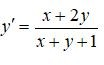 y′ = (x + 2y)/(x + y + 1)